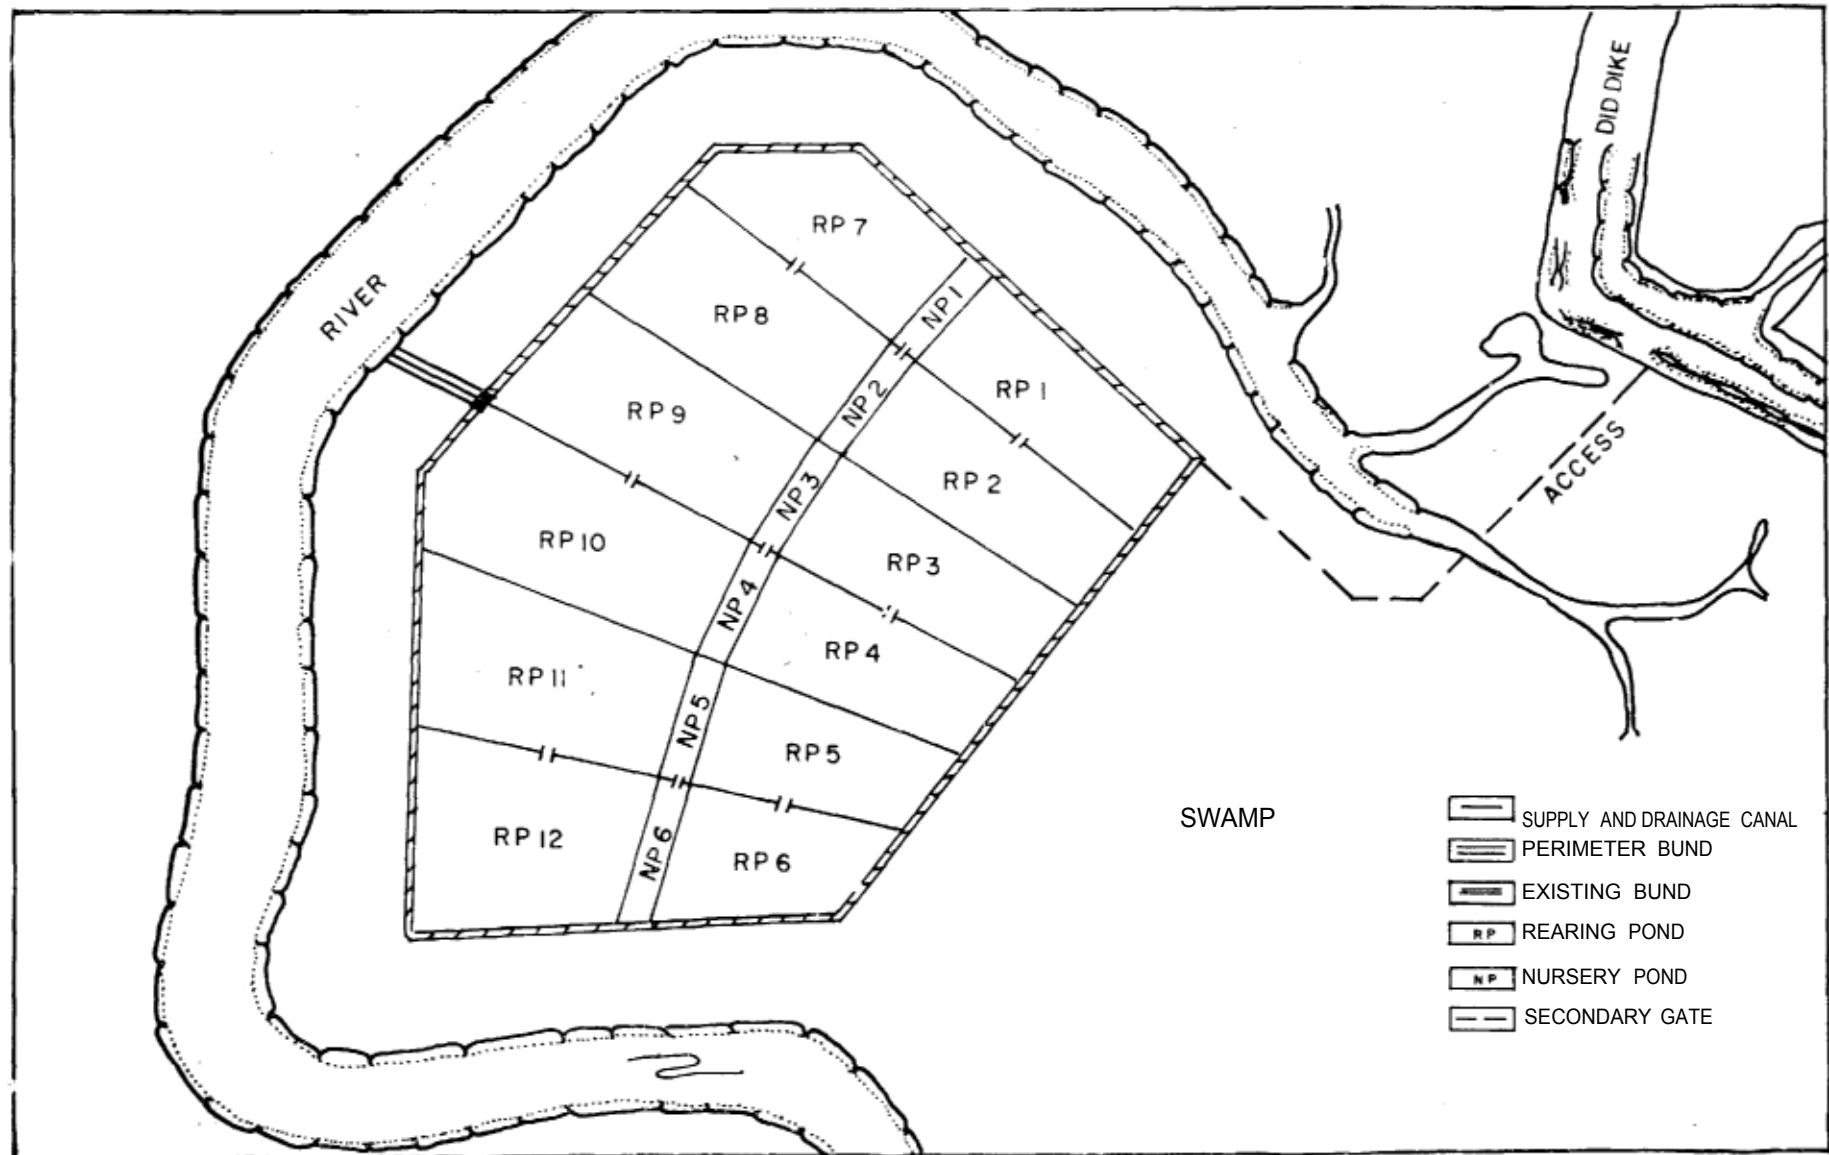 DID DIKE
RP 7
RIVER
NP 1
RP 8
RP 1
NP 2
RP 9
ACCESS
RP 2
NP 3
RP 10
RP 3
NP 4
RP 4
RP 11
NP 5
RP 5
RP 12
NP 6
RP 6
SWAMP
SUPPLY AND DRAINAGE CANAL
PERIMETER BUND
EXISTING BUND
RP REARING POND
NP NURSERY POND
SECONDARY GATE